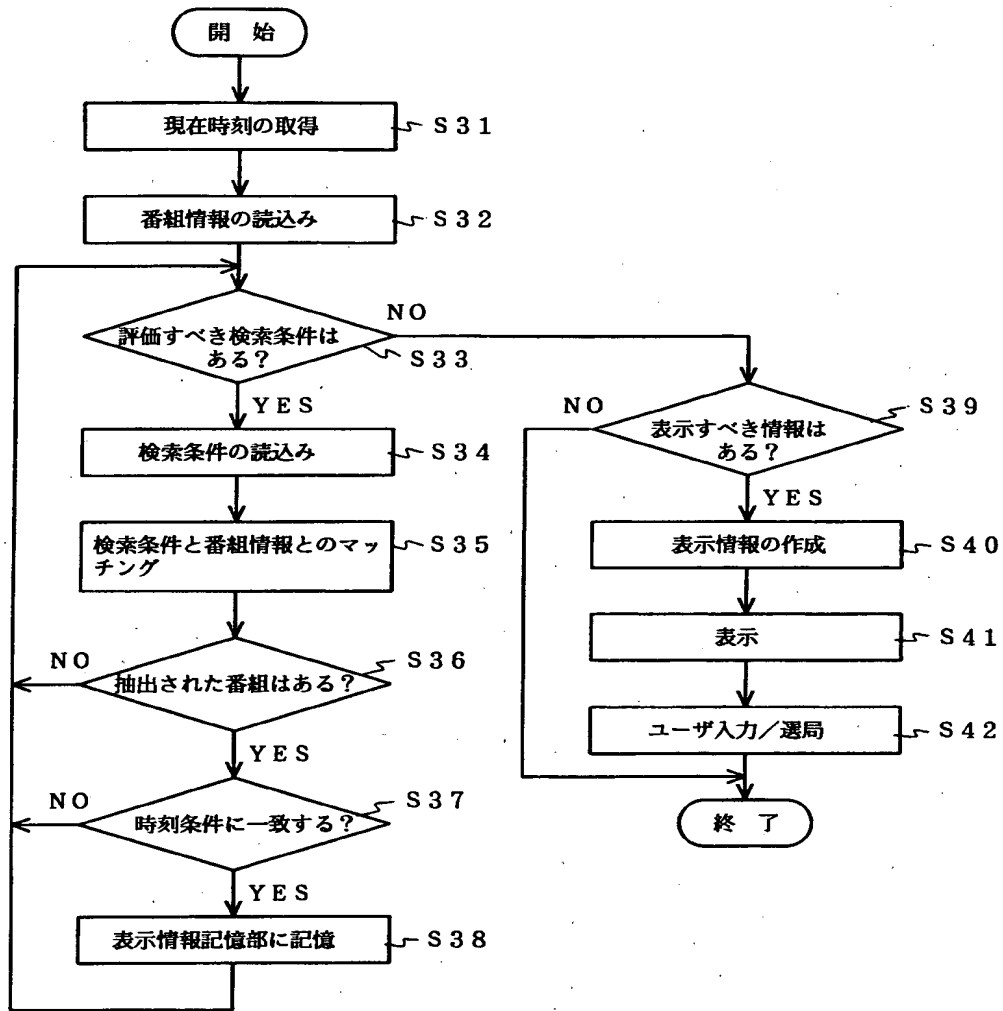 開 始
現在時刻の取得
S31
番組情報の読込み
S32
評価すべき検索条件は
ある?
S33
NO
YES
検索条件の読込み
S34
検索条件と番組情報とのマッ
チング
S35
抽出された番組はある?
S36
NO
YES
時刻条件に一致する?
S37
NO
YES
表示情報記憶部に記憶
S38
表示すべき情報は
ある?
S39
NO
YES
表示情報の作成
S40
表示
S41
ユーザ入力/選局
S42
終 了